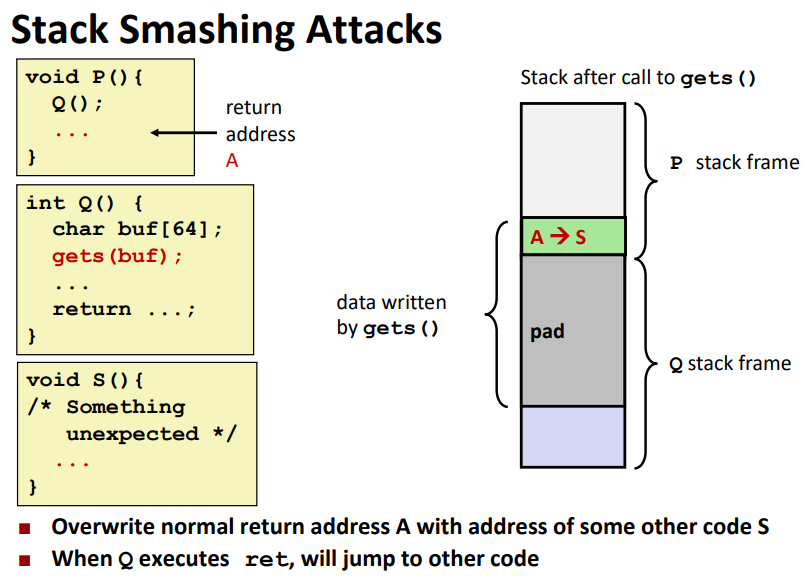 Stack Smashing Attacks
void P(){
  Q();
  ...
}
return
address
A
int Q() {
  char buf[64];
  gets(buf);
  ...
  return ...;
}
void S(){
/* Something
   unexpected */
  ...
}
Stack after call to gets()
P stack frame
A → S
data written
by gets()
pad
Q stack frame
■ Overwrite normal return address A with address of some other code S
■ When Q executes ret, will jump to other code